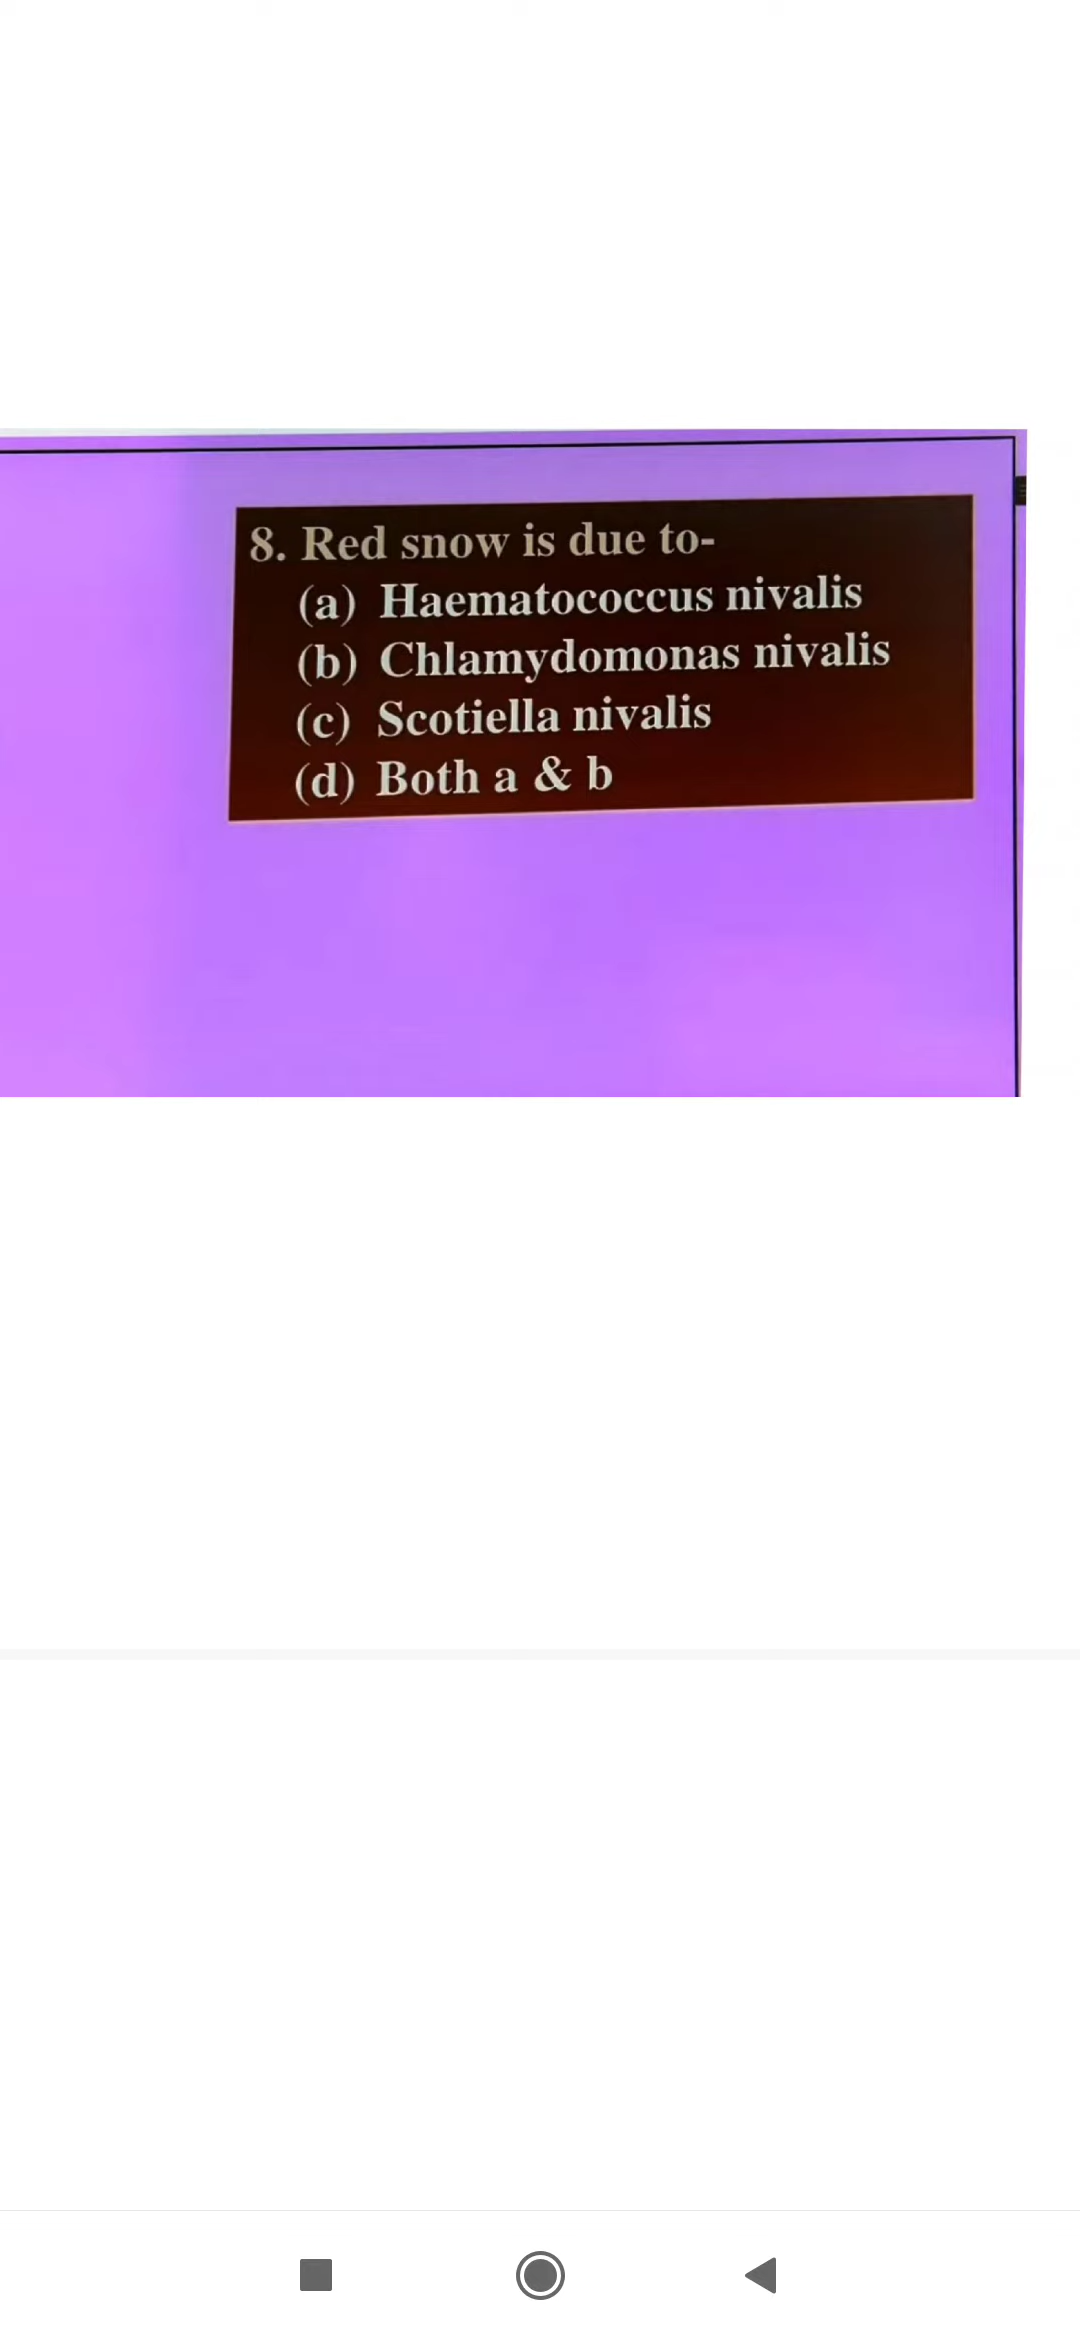 8. Red snow is due to-
(a) Haematococcus nivalis
(b) Chlamydomonas nivalis
(c) Scotiella nivalis
(d) Both a & b